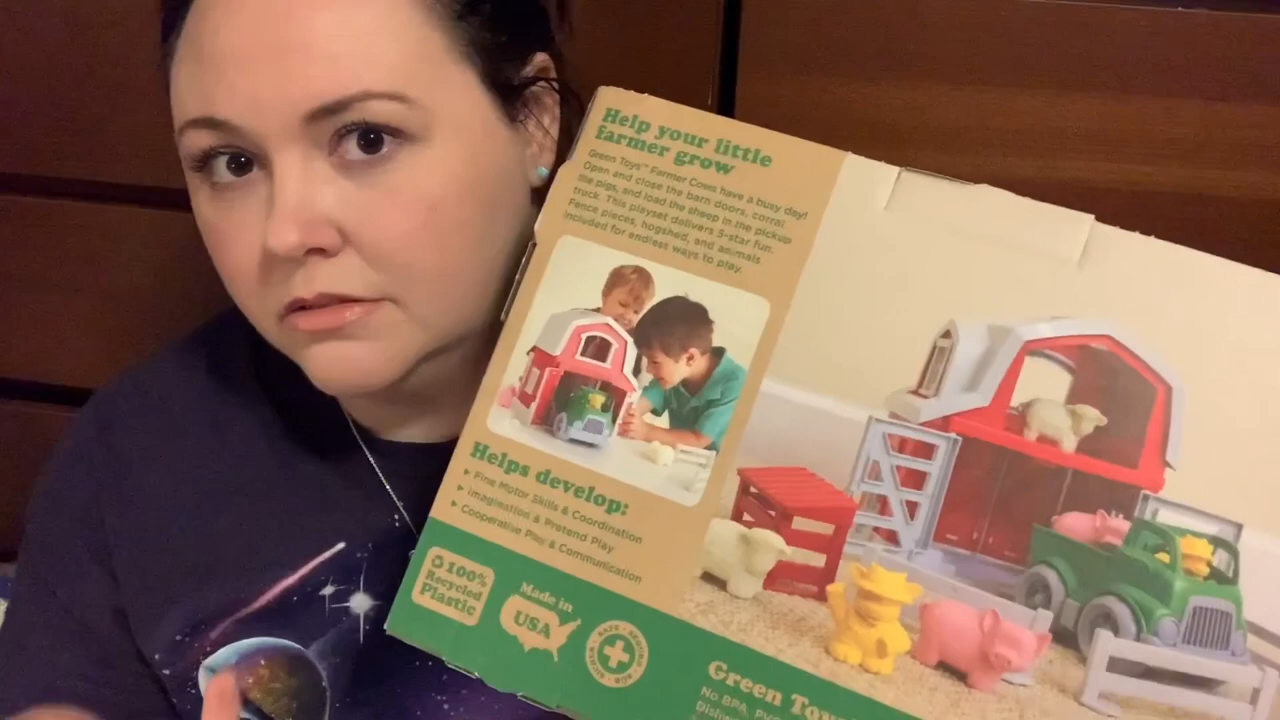 Help your little
farmer grow
Green Toys™ Farmer Cows have a busy day!
Open and close the barn doors, corral
the pigs, and load the sheep in the pickup
truck. This playset delivers 5-star fun.
Fence pieces, hogshed, and animals
included for endless ways to play.
Helps develop:
▸ Fine Motor Skills & Coordination
▸ Imagination & Pretend Play
▸ Cooperative Play & Communication
100%
Recycled
Plastic
Made in
USA
SAFE
Green Toys
No BPA, PVC